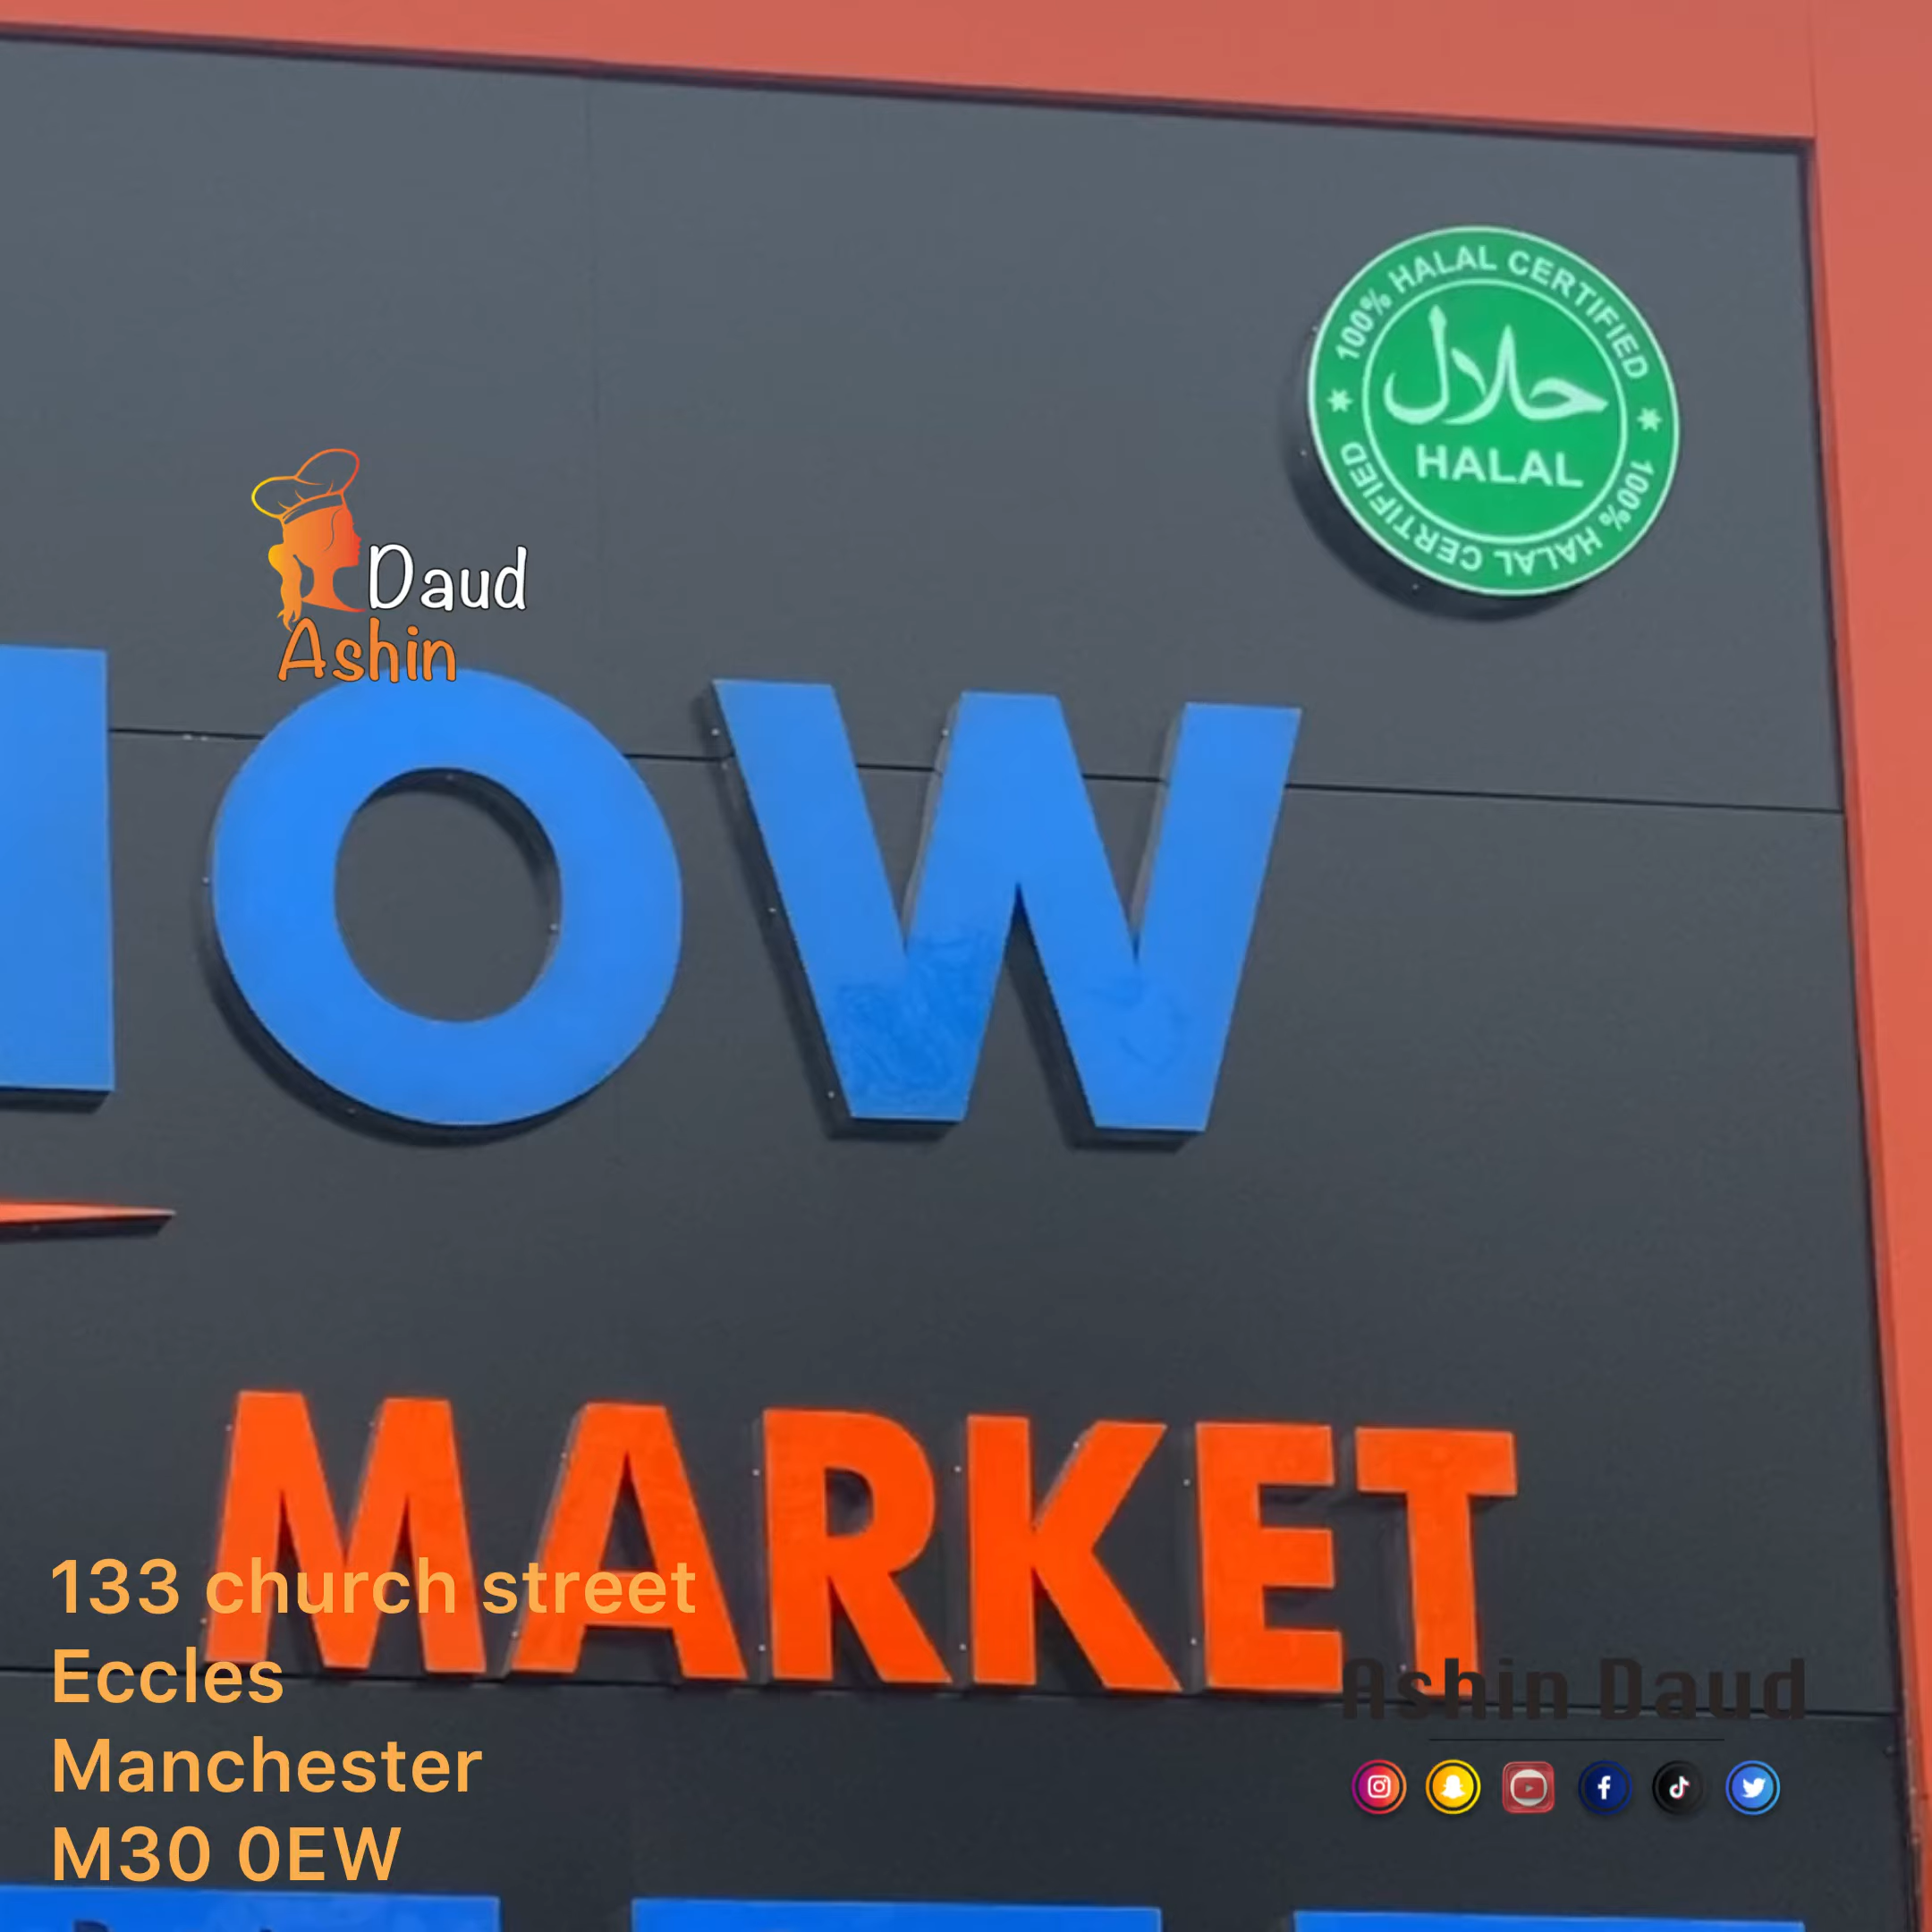 100% HALAL CERTIFIED
حلال
HALAL
100% HALAL CERTIFIED
Daud
Ashin
OW
MARKET
133 church street
Eccles
Manchester
M30 0EW
Ashin Daud